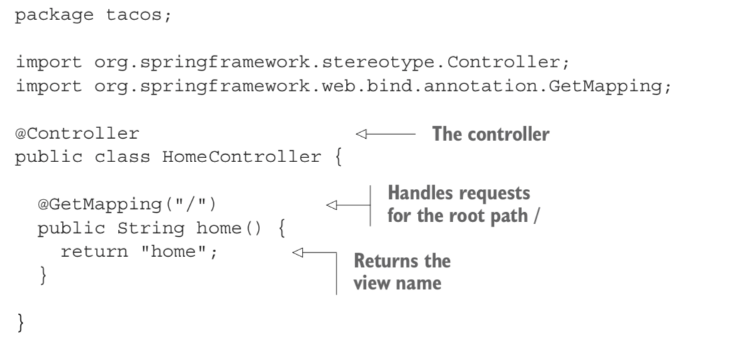 package tacos;
import org.springframework.stereotype.Controller;
import org.springframework.web.bind.annotation.GetMapping;
@Controller
The controller
public class HomeController {
@GetMapping("/")
Handles requests
for the root path /
public String home() {
return "home";
Returns the
view name
}
}